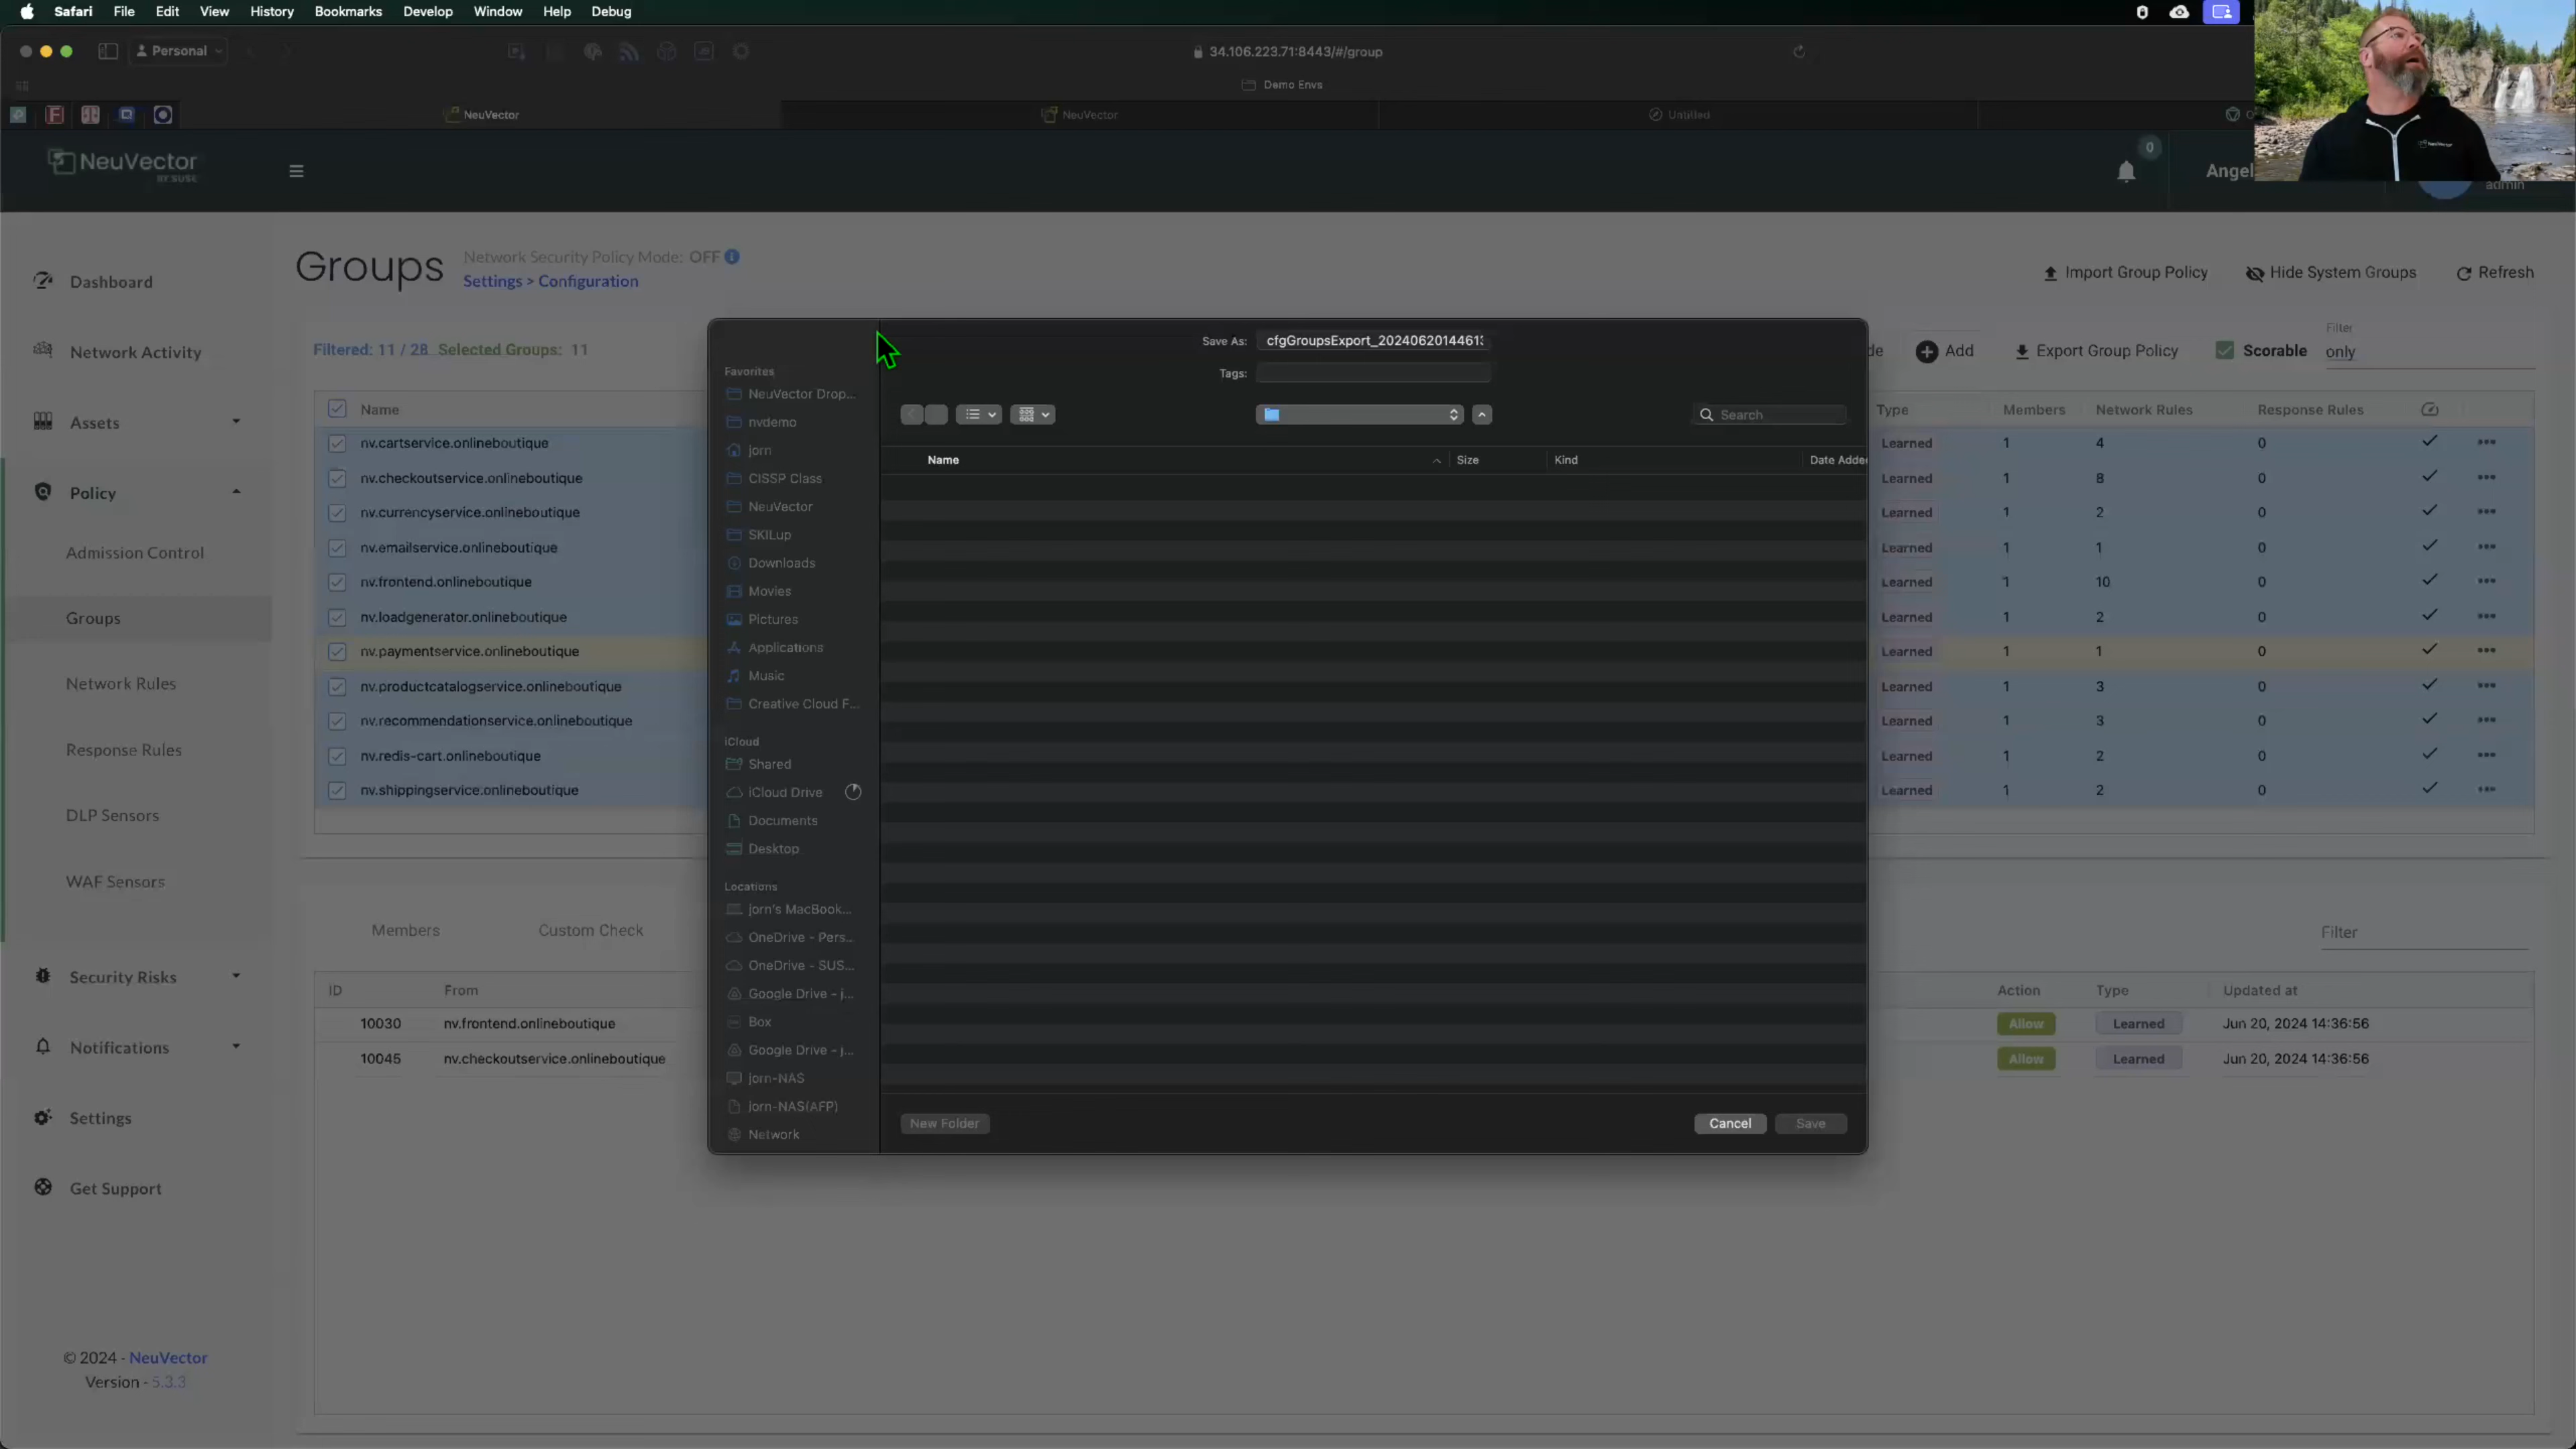 Safari File Edit View History Bookmarks Develop Window Help Debug
Personal
34.106.223.71:8443/#/group
Demo Envs
NeuVector
NeuVector
Untitled
NeuVector
BY SUSE
0
Angel
admin
NeuVector
Dashboard
Network Activity
Assets
Policy
Admission Control
Groups
Network Rules
Response Rules
DLP Sensors
WAF Sensors
Security Risks
Notifications
Settings
Get Support
© 2024 - NeuVector
Version - 5.3.3
Groups
Network Security Policy Mode: OFF
Settings > Configuration
Import Group Policy
Hide System Groups
Refresh
Filtered: 11 / 28 Selected Groups: 11
de
Add
Export Group Policy
Scorable
Filter
only
Name Type Members Network Rules Response Rules
nv.cartservice.onlineboutique Learned 1 4 0
nv.checkoutservice.onlineboutique Learned 1 8 0
nv.currencyservice.onlineboutique Learned 1 2 0
nv.emailservice.onlineboutique Learned 1 1 0
nv.frontend.onlineboutique Learned 1 10 0
nv.loadgenerator.onlineboutique Learned 1 2 0
nv.paymentservice.onlineboutique Learned 1 1 0
nv.productcatalogservice.onlineboutique Learned 1 3 0
nv.recommendationservice.onlineboutique Learned 1 3 0
nv.redis-cart.onlineboutique Learned 1 2 0
nv.shippingservice.onlineboutique Learned 1 2 0
Save As: cfgGroupsExport_20240620144613
Tags:
Search
Name Size Kind Date Added
Favorites
NeuVector Drop...
nvdemo
jorn
CISSP Class
NeuVector
SKILup
Downloads
Movies
Pictures
Applications
Music
Creative Cloud F...
iCloud
Shared
iCloud Drive
Documents
Desktop
Locations
jorn's MacBook...
OneDrive - Pers...
OneDrive - SUS...
Google Drive - j...
Box
Google Drive - j...
jorn-NAS
jorn-NAS(AFP)
Network
New Folder
Cancel
Save
Members Custom Check
Filter
ID From Action Type Updated at
10030 nv.frontend.onlineboutique Allow Learned Jun 20, 2024 14:36:56
10045 nv.checkoutservice.onlineboutique Allow Learned Jun 20, 2024 14:36:56